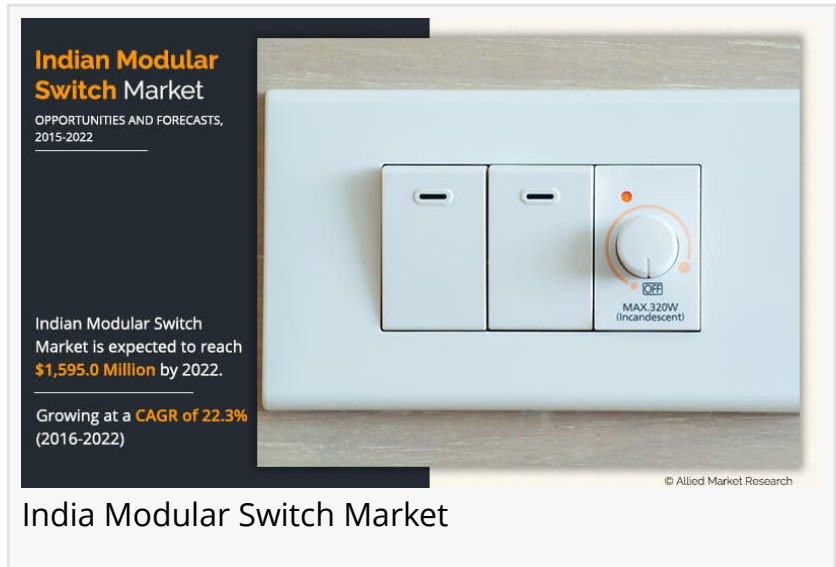 Indian Modular
Switch Market
OPPORTUNITIES AND FORECASTS,
2015-2022
Indian Modular Switch
Market is expected to reach
$1,595.0 Million by 2022.
Growing at a CAGR of 22.3%
(2016-2022)
OFF
MAX.320W
(Incandescent)
© Allied Market Research
India Modular Switch Market